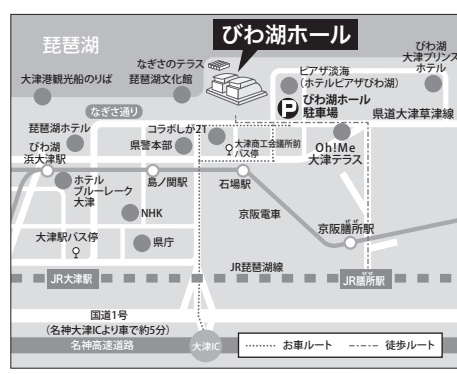 琵琶湖
びわ湖ホール
びわ湖
大津プリンス
ホテル
なぎさのテラス
大津港観光船のりば
琵琶湖文化館
ピアザ淡海
(ホテルピアザびわ湖)
なぎさ通り
P
びわ湖ホール
駐車場
県道大津草津線
琵琶湖ホテル
コラボしが21
びわ湖
浜大津駅
県警本部
大津商工会議所前
バス停
Oh!Me
大津テラス
ホテル
ブルーレーク
大津
島ノ関駅
石場駅
NHK
京阪電車
ぜぜ
京阪膳所駅
大津駅バス停
県庁
JR琵琶湖線
JR大津駅
ぜぜ
JR膳所駅
国道1号
(名神大津ICより車で約5分)
名神高速道路
大津IC
お車ルート
徒歩ルート